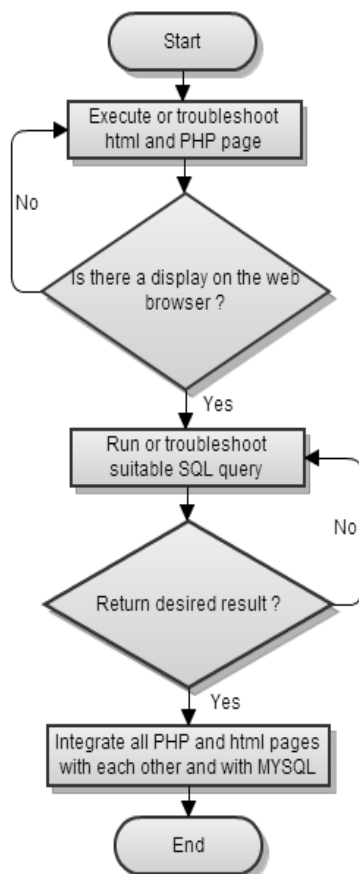 Start
Execute or troubleshoot
html and PHP page
No
Is there a display on the web
browser ?
Yes
Run or troubleshoot
suitable SQL query
No
Return desired result ?
Yes
Integrate all PHP and html pages
with each other and with MYSQL
End